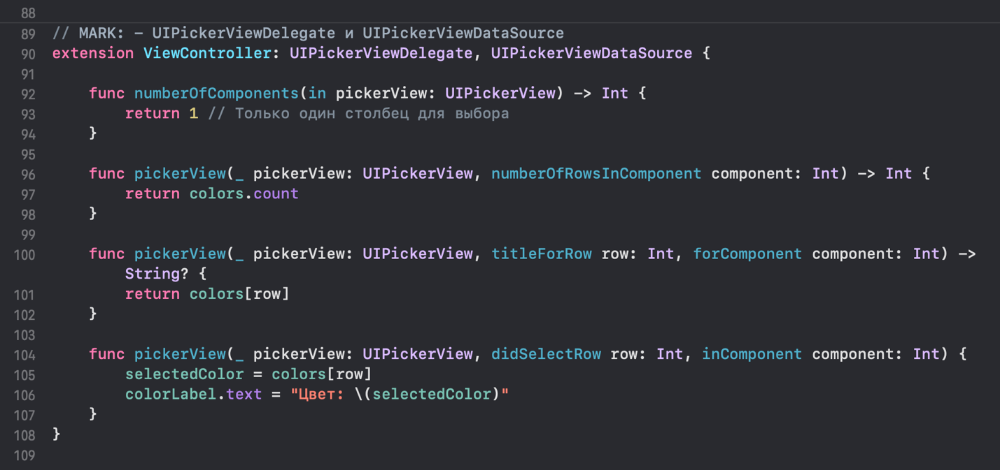 88
89 // MARK: – UIPickerViewDelegate и UIPickerViewDataSource
90 extension ViewController: UIPickerViewDelegate, UIPickerViewDataSource {
91
92     func numberOfComponents(in pickerView: UIPickerView) -> Int {
93         return 1 // Только один столбец для выбора
94     }
95
96     func pickerView(_ pickerView: UIPickerView, numberOfRowsInComponent component: Int) -> Int {
97         return colors.count
98     }
99
100     func pickerView(_ pickerView: UIPickerView, titleForRow row: Int, forComponent component: Int) ->
        String? {
101         return colors[row]
102     }
103
104     func pickerView(_ pickerView: UIPickerView, didSelectRow row: Int, inComponent component: Int) {
105         selectedColor = colors[row]
106         colorLabel.text = "Цвет: \(selectedColor)"
107     }
108 }
109